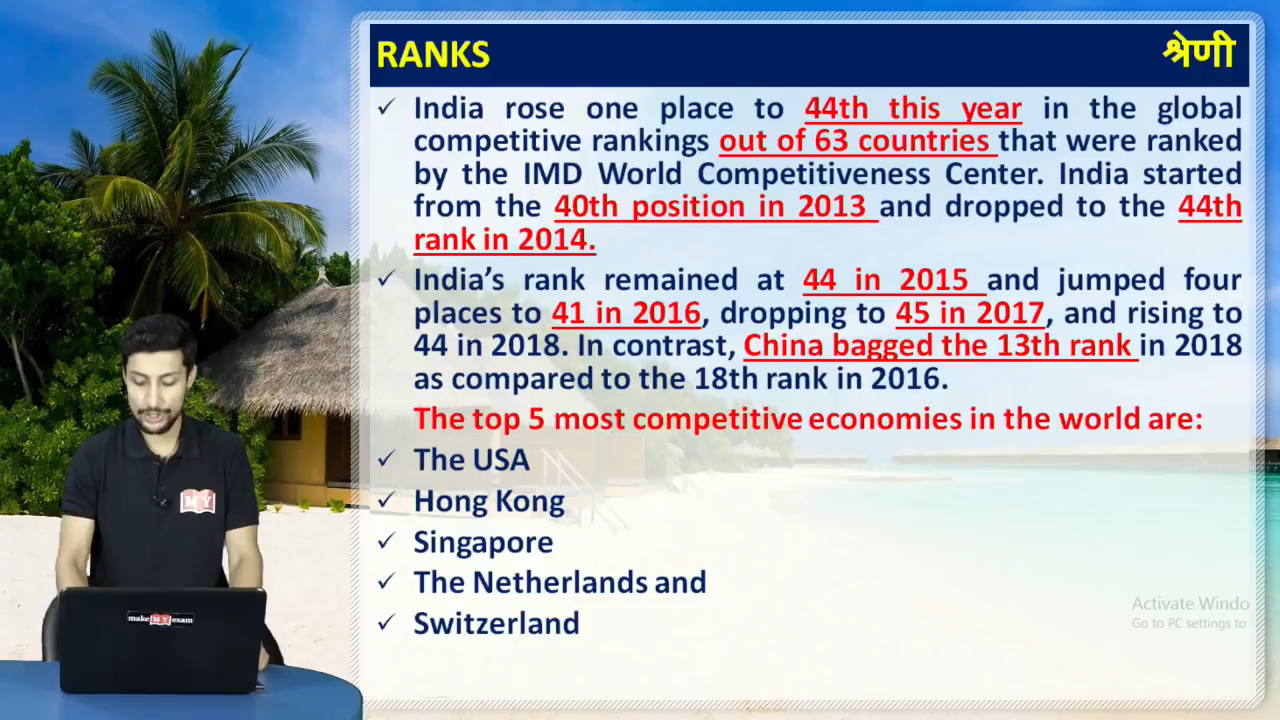 RANKS श्रेणी
✓ India rose one place to 44th this year in the global
competitive rankings out of 63 countries that were ranked
by the IMD World Competitiveness Center. India started
from the 40th position in 2013 and dropped to the 44th
rank in 2014.
✓ India’s rank remained at 44 in 2015 and jumped four
places to 41 in 2016, dropping to 45 in 2017, and rising to
44 in 2018. In contrast, China bagged the 13th rank in 2018
as compared to the 18th rank in 2016.
The top 5 most competitive economies in the world are:
✓ The USA
✓ Hong Kong
✓ Singapore
✓ The Netherlands and
✓ Switzerland
M Y
make MY exam
Activate Windo
Go to PC settings to